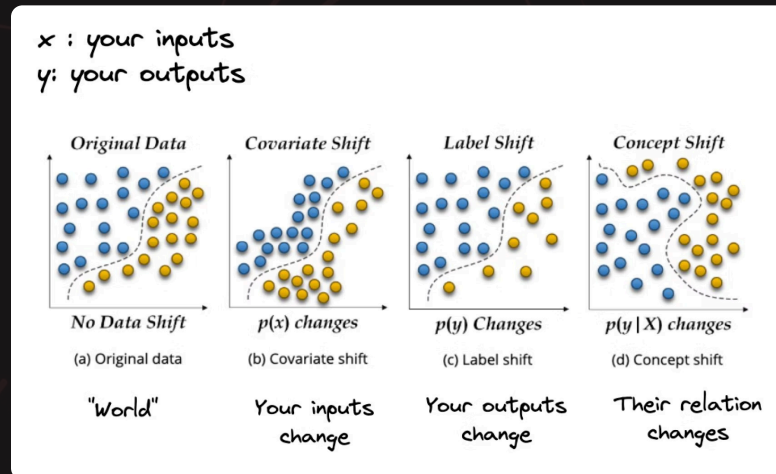 x : your inputs
y: your outputs
Original Data
Covariate Shift
Label Shift
Concept Shift
No Data Shift
p(x) changes
p(y) Changes
p(y|X) changes
(a) Original data
(b) Covariate shift
(c) Label shift
(d) Concept shift
"World"
Your inputs
change
Your outputs
change
Their relation
changes